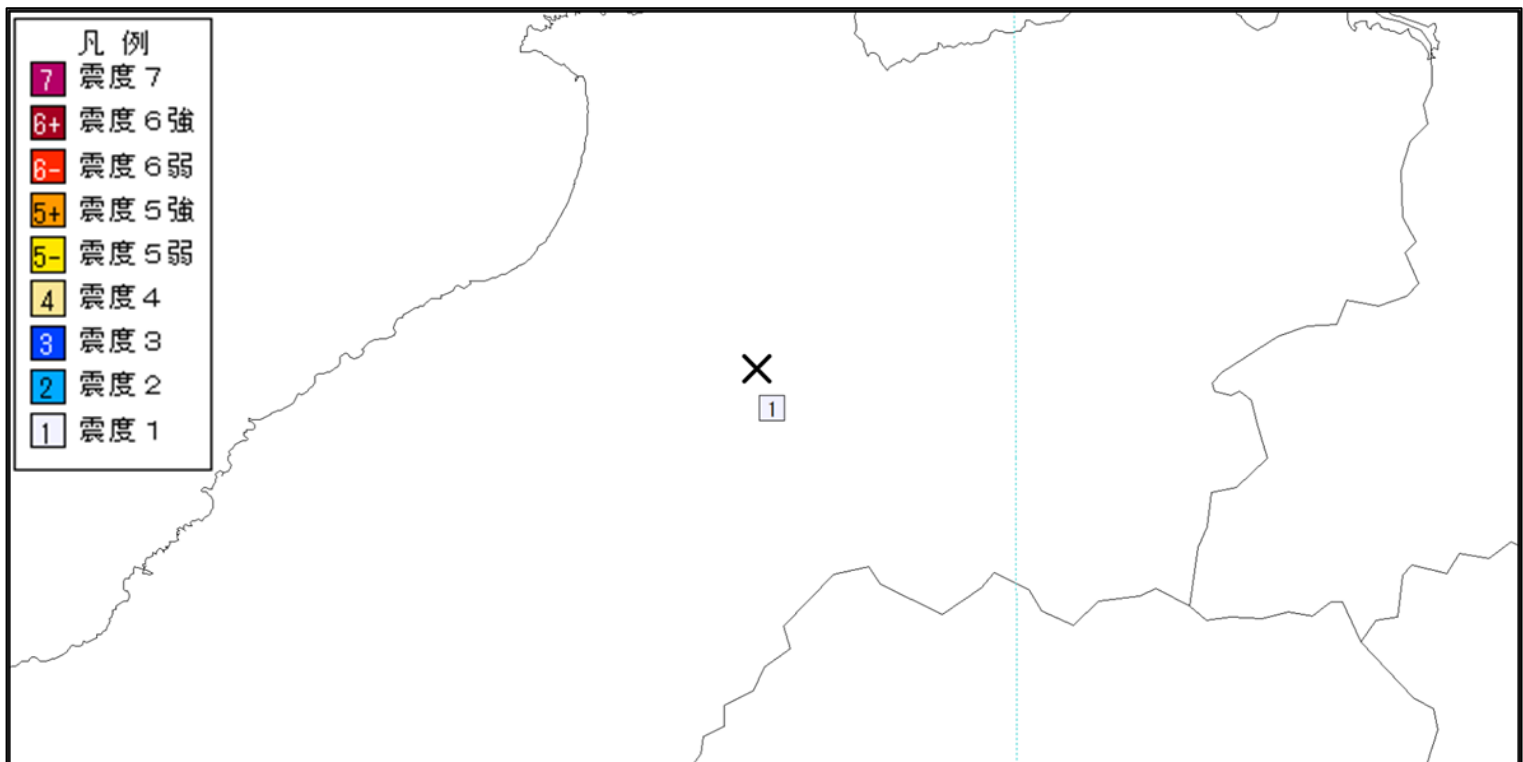 凡 例
7 震度７
6+ 震度６強
6- 震度６弱
5+ 震度５強
5- 震度５弱
4 震度４
3 震度３
2 震度２
1 震度１
1